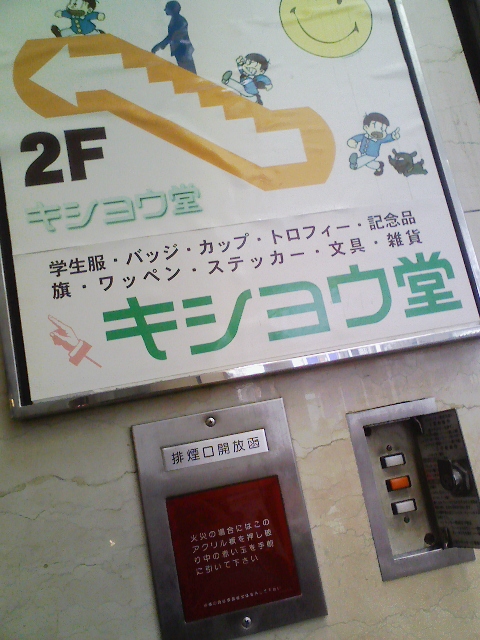 2F
キショウ堂
学生服・バッジ・カップ・トロフィー・記念品
旗・ワッペン・ステッカー・文具・雑貨
キショウ堂
排煙口開放函
火災の場合にはこの
アクリル板を押し破
り中の赤い玉を手前
に引いて下さい